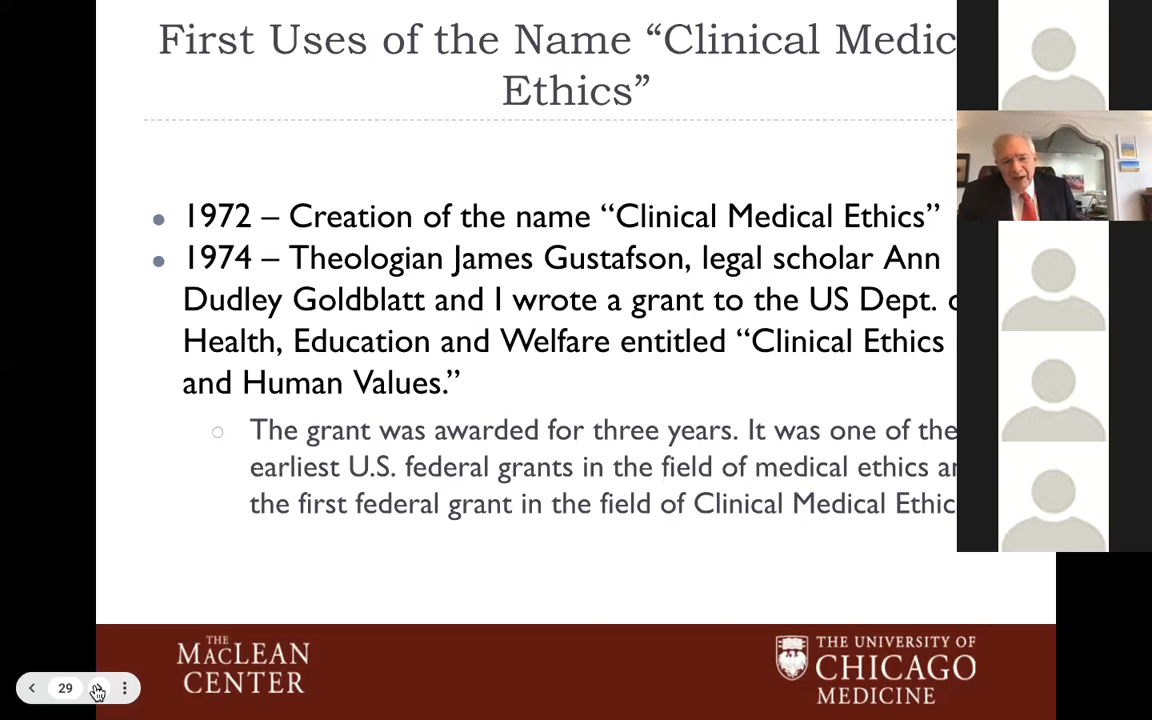 First Uses of the Name “Clinical Medic
Ethics”
1972 – Creation of the name “Clinical Medical Ethics”
1974 – Theologian James Gustafson, legal scholar Ann
Dudley Goldblatt and I wrote a grant to the US Dept.
Health, Education and Welfare entitled “Clinical Ethics
and Human Values.”
The grant was awarded for three years. It was one of the
earliest U.S. federal grants in the field of medical ethics
the first federal grant in the field of Clinical Medical Ethic
THE
MACLEAN
CENTER
THE UNIVERSITY OF
CHICAGO
MEDICINE
29